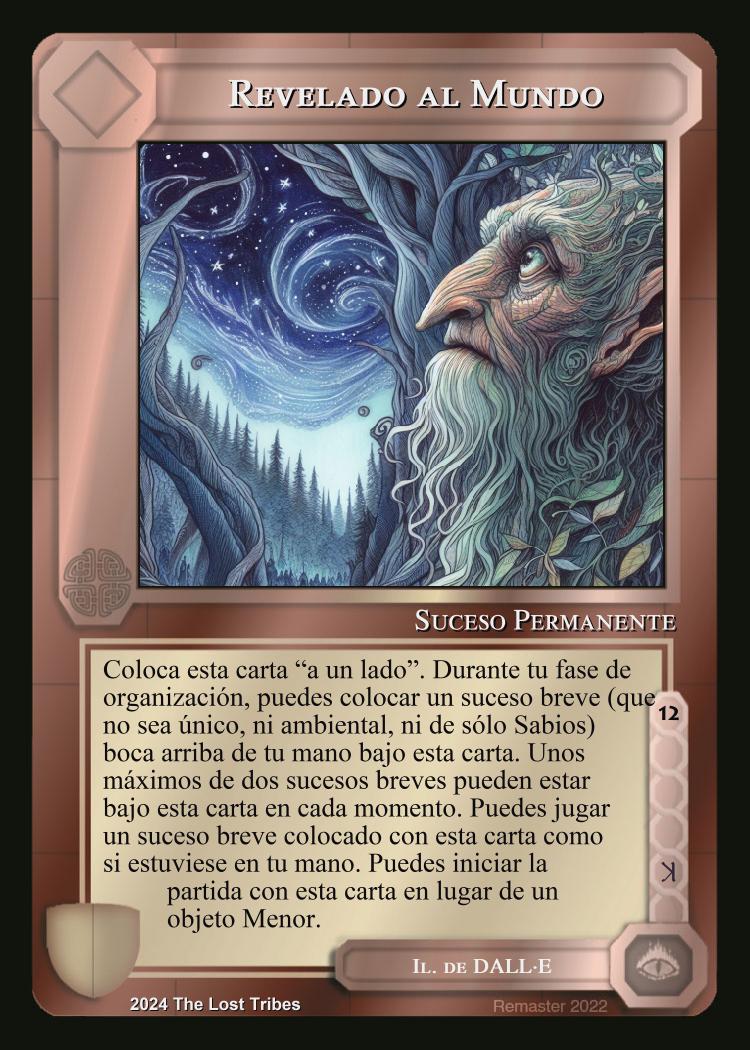 Revelado al Mundo
Suceso Permanente
Coloca esta carta “a un lado”. Durante tu fase de
organización, puedes colocar un suceso breve (que
no sea único, ni ambiental, ni de sólo Sabios)
boca arriba de tu mano bajo esta carta. Unos
máximos de dos sucesos breves pueden estar
bajo esta carta en cada momento. Puedes jugar
un suceso breve colocado con esta carta como
si estuviese en tu mano. Puedes iniciar la
partida con esta carta en lugar de un
objeto Menor.
12
Il. de DALL·E
2024 The Lost Tribes
Remaster 2022